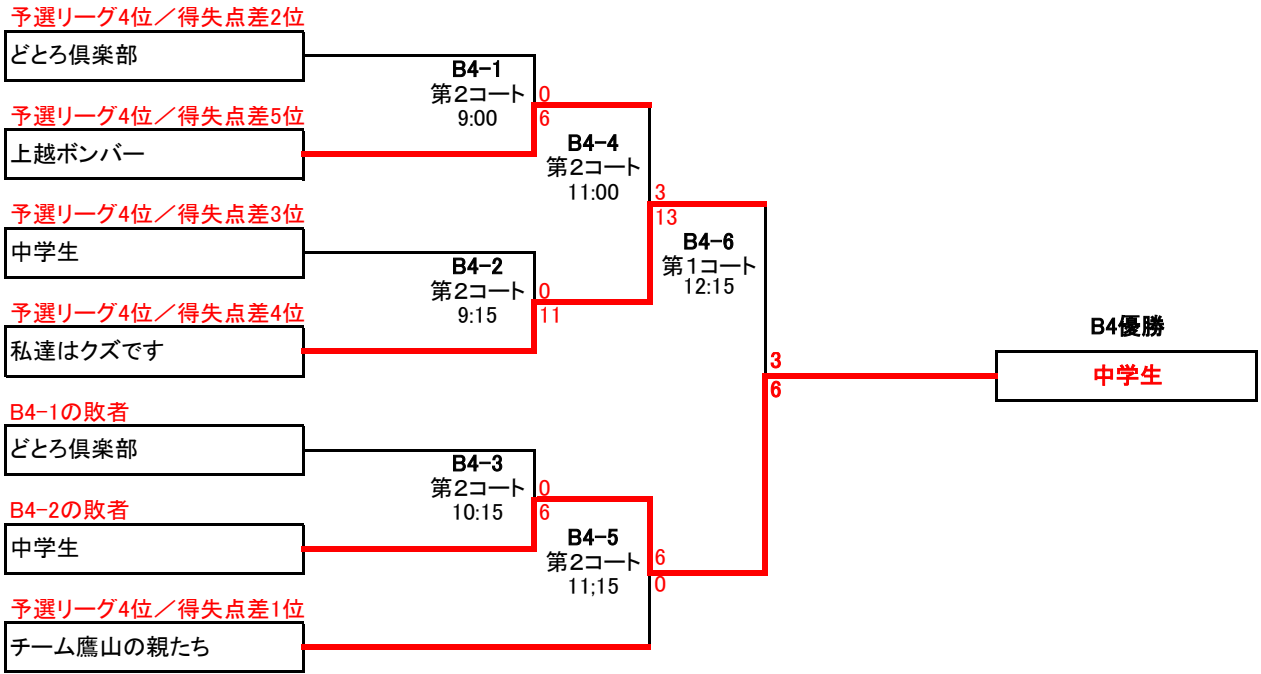 予選リーグ4位／得失点差2位
どとろ倶楽部
B4-1
第2コート
9:00
0
6
予選リーグ4位／得失点差5位
上越ボンバー
B4-4
第2コート
11:00
3
13
予選リーグ4位／得失点差3位
中学生
B4-2
第2コート
9:15
0
11
B4-6
第1コート
12:15
予選リーグ4位／得失点差4位
私達はクズです
3
6
B4優勝
中学生
B4-1の敗者
どとろ倶楽部
B4-3
第2コート
10:15
0
6
B4-2の敗者
中学生
B4-5
第2コート
11;15
6
0
予選リーグ4位／得失点差1位
チーム鷹山の親たち